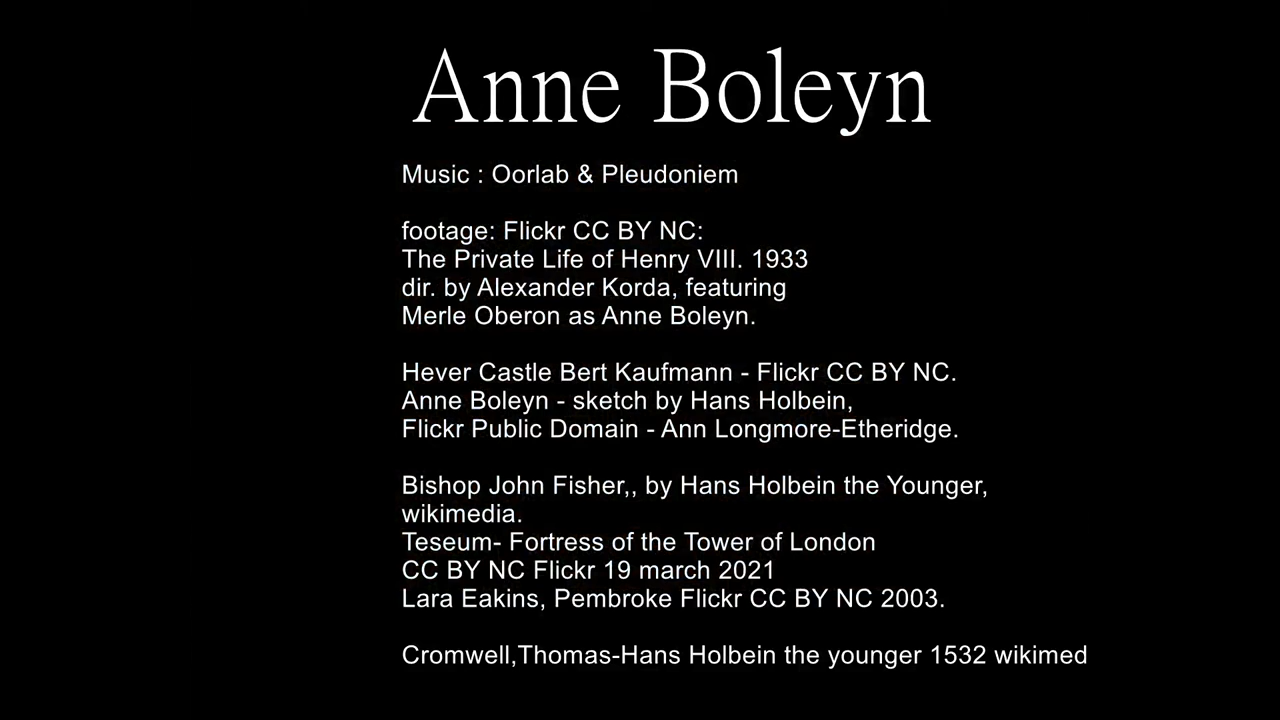 Anne Boleyn
Music : Oorlab & Pleudoniem
footage: Flickr CC BY NC:
The Private Life of Henry VIII. 1933
dir. by Alexander Korda, featuring
Merle Oberon as Anne Boleyn.
Hever Castle Bert Kaufmann - Flickr CC BY NC.
Anne Boleyn - sketch by Hans Holbein,
Flickr Public Domain - Ann Longmore-Etheridge.
Bishop John Fisher,, by Hans Holbein the Younger,
wikimedia.
Teseum- Fortress of the Tower of London
CC BY NC Flickr 19 march 2021
Lara Eakins, Pembroke Flickr CC BY NC 2003.
Cromwell,Thomas-Hans Holbein the younger 1532 wikimed